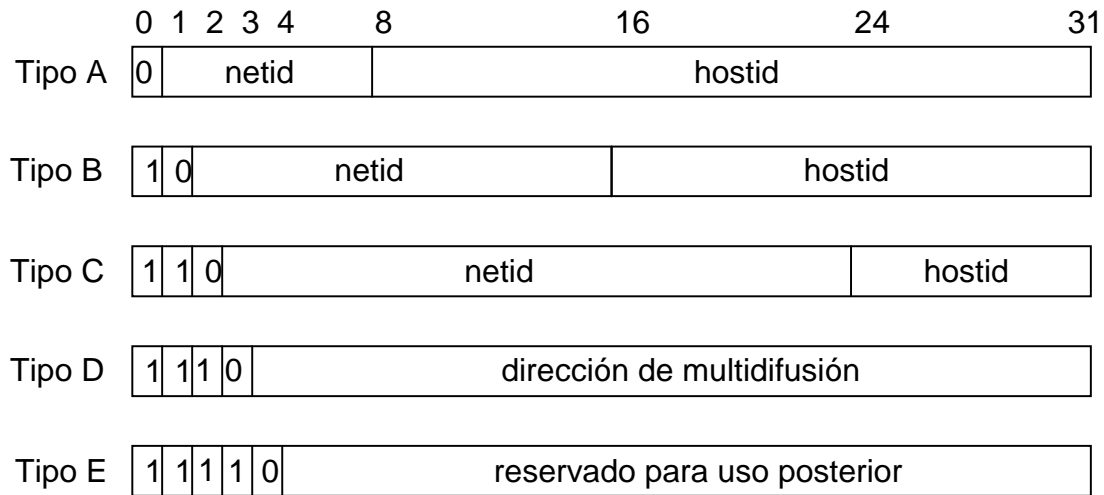 0 1 2 3 4 8 16 24 31
Tipo A 0 netid hostid
Tipo B 1 0 netid hostid
Tipo C 1 1 0 netid hostid
Tipo D 1 1 1 0 dirección de multidifusión
Tipo E 1 1 1 1 0 reservado para uso posterior